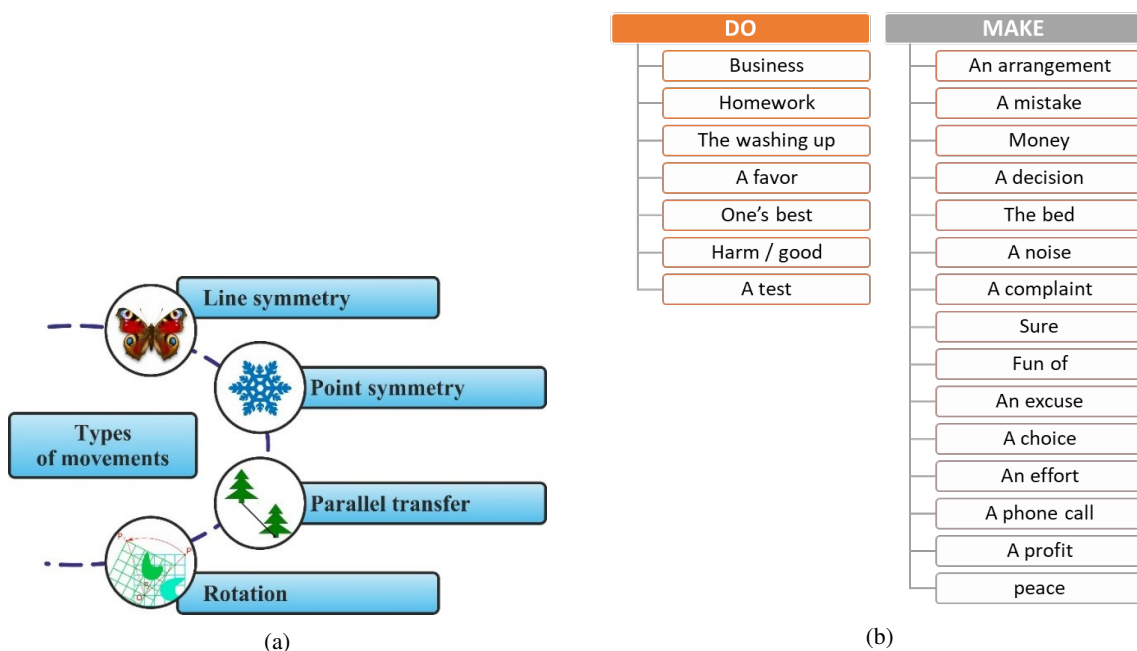 Line symmetry
Point symmetry
Types
of movements
Parallel transfer
Rotation
(a)
DO
Business
Homework
The washing up
A favor
One's best
Harm / good
A test
MAKE
An arrangement
A mistake
Money
A decision
The bed
A noise
A complaint
Sure
Fun of
An excuse
A choice
An effort
A phone call
A profit
peace
(b)